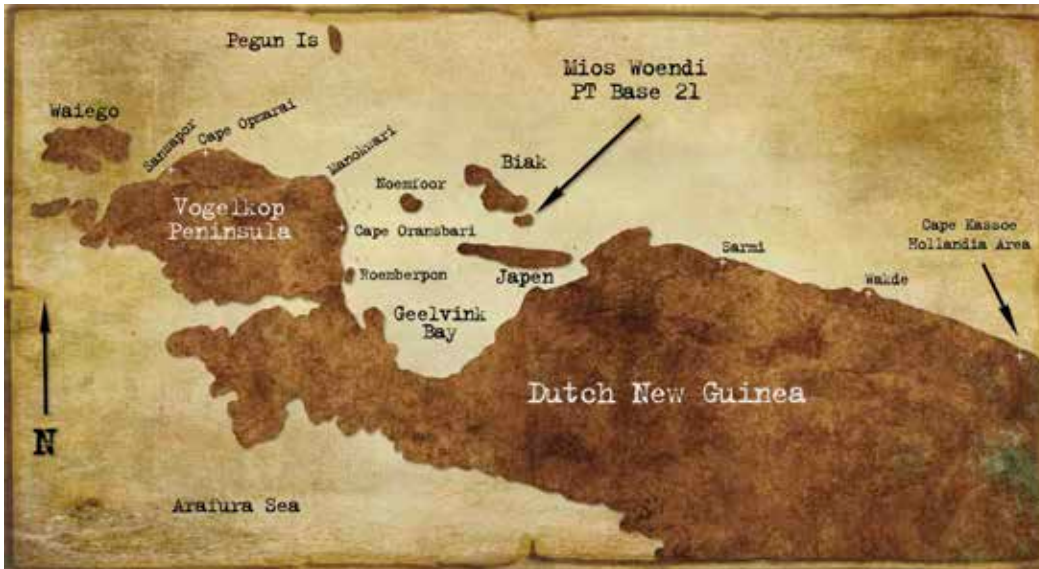 Pegun Is
Mios Woendi
PT Base 21
Waiego
Sansapor
Cape Opmarai
Manokwari
Biak
Noemfoor
Vogelkop
Peninsula
Cape Oransbari
Cape Kassoe
Hollandia Area
Sarmi
Roemberpon
Japen
Wakde
Geelvink
Bay
Dutch New Guinea
N
Arafura Sea